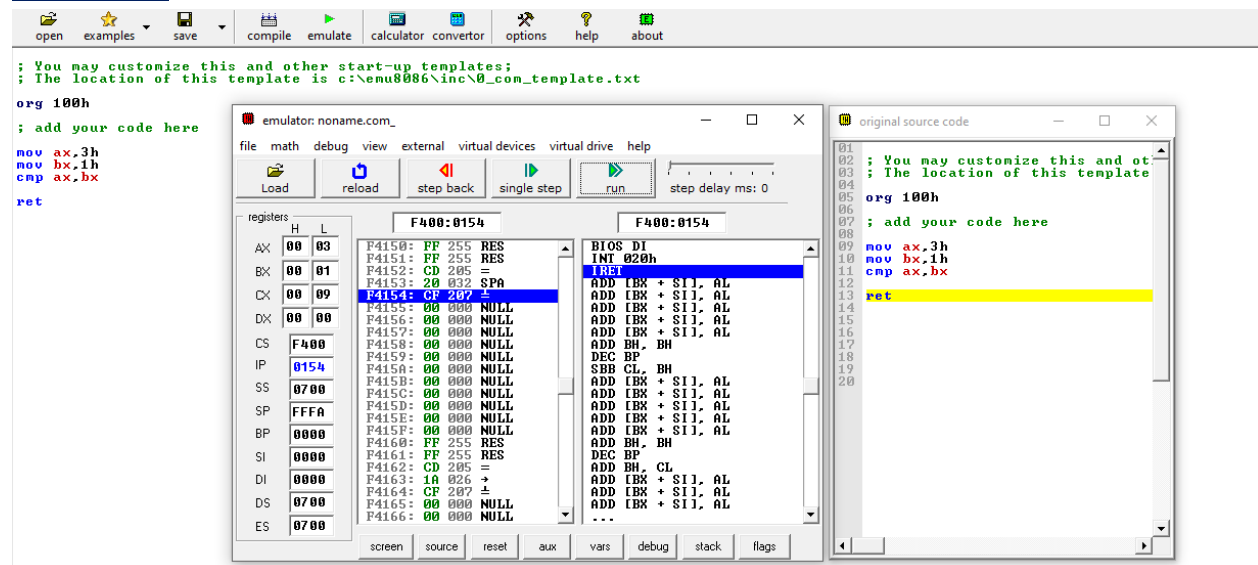 open examples save compile emulate calculator convertor options help about
; You may customize this and other start-up templates;
; The location of this template is c:\emu8086\inc\0_com_template.txt
org 100h
; add your code here
mov ax,3h
mov bx,1h
cmp ax,bx
ret
emulator: noname.com_
file math debug view external virtual devices virtual drive help
Load reload step back single step run step delay ms: 0
registers
H L
F400:0154
F400:0154
AX 00 03
BX 00 01
CX 00 09
DX 00 00
CS F400
IP 0154
SS 0700
SP FFFA
BP 0000
SI 0000
DI 0000
DS 0700
ES 0700
F4150: FF 255 RES
F4151: FF 255 RES
F4152: CD 205 =
F4153: 20 032 SPA
F4154: CF 207 ╧
F4155: 00 000 NULL
F4156: 00 000 NULL
F4157: 00 000 NULL
F4158: 00 000 NULL
F4159: 00 000 NULL
F415A: 00 000 NULL
F415B: 00 000 NULL
F415C: 00 000 NULL
F415D: 00 000 NULL
F415E: 00 000 NULL
F415F: 00 000 NULL
F4160: FF 255 RES
F4161: FF 255 RES
F4162: CD 205 =
F4163: 1A 026 →
F4164: CF 207 ╧
F4165: 00 000 NULL
F4166: 00 000 NULL
BIOS DI
INT 020h
IRET
ADD [BX + SI], AL
ADD [BX + SI], AL
ADD [BX + SI], AL
ADD [BX + SI], AL
ADD [BX + SI], AL
ADD BH, BH
DEC BP
SBB CL, BH
ADD [BX + SI], AL
ADD [BX + SI], AL
ADD [BX + SI], AL
ADD [BX + SI], AL
ADD [BX + SI], AL
ADD BH, BH
DEC BP
ADD BH, CL
ADD [BX + SI], AL
ADD [BX + SI], AL
ADD [BX + SI], AL
...
screen source reset aux vars debug stack flags
original source code
01
02 ; You may customize this and ot
03 ; The location of this template
04
05 org 100h
06
07 ; add your code here
08
09 mov ax,3h
10 mov bx,1h
11 cmp ax,bx
12
13 ret
14
15
16
17
18
19
20